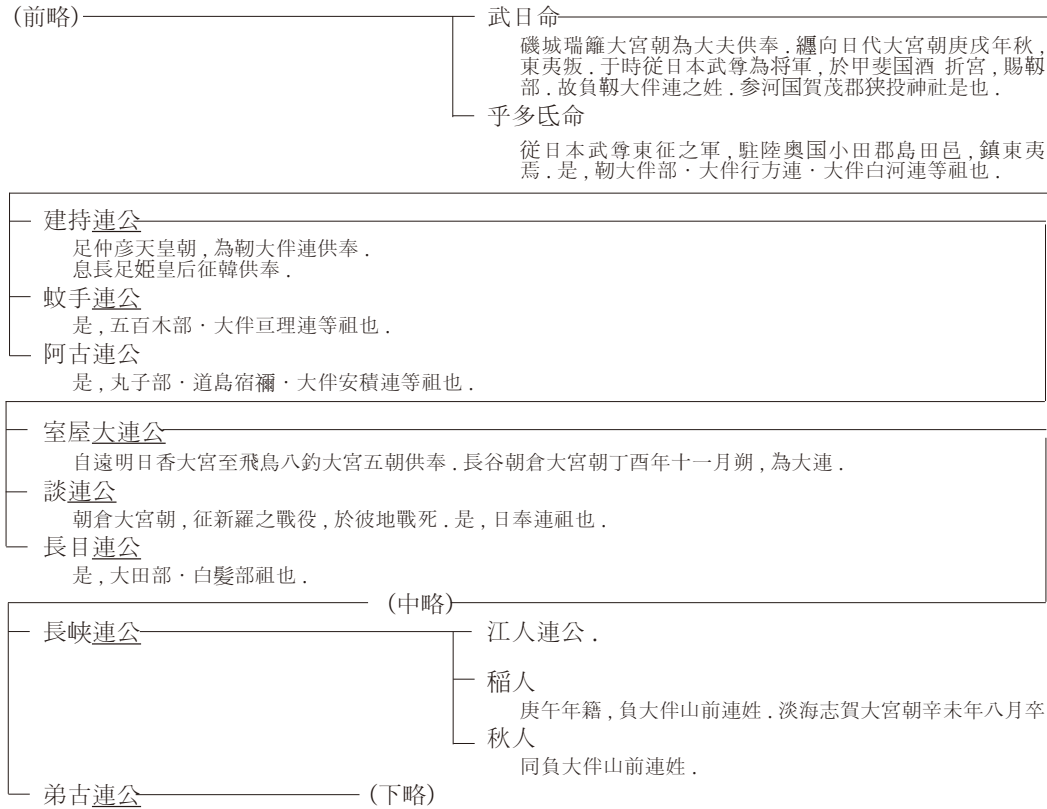 (前略)
武日命
磯城瑞籬大宮朝為大夫供奉．纒向日代大宮朝庚戌年秋，
東夷叛．于時従日本武尊為将軍，於甲斐国酒 折宮，賜靱
部．故負靱大伴連之姓．参河国賀茂郡狭投神社是也．
乎多氐命
従日本武尊東征之軍，駐陸奥国小田郡島田邑，鎮東夷
焉．是，靭大伴部・大伴行方連・大伴白河連等祖也．
建持連公
足仲彦天皇朝，為靭大伴連供奉．
息長足姫皇后征韓供奉．
蚊手連公
是，五百木部・大伴亘理連等祖也．
阿古連公
是，丸子部・道島宿禰・大伴安積連等祖也．
室屋大連公
自遠明日香大宮至飛鳥八釣大宮五朝供奉．長谷朝倉大宮朝丁酉年十一月朔，為大連．
談連公
朝倉大宮朝，征新羅之戰役，於彼地戰死．是，日奉連祖也．
長目連公
是，大田部・白髪部祖也．
(中略)
長峡連公
江人連公．
稲人
庚午年籍，負大伴山前連姓．淡海志賀大宮朝辛未年八月卒
秋人
同負大伴山前連姓．
弟古連公
(下略)